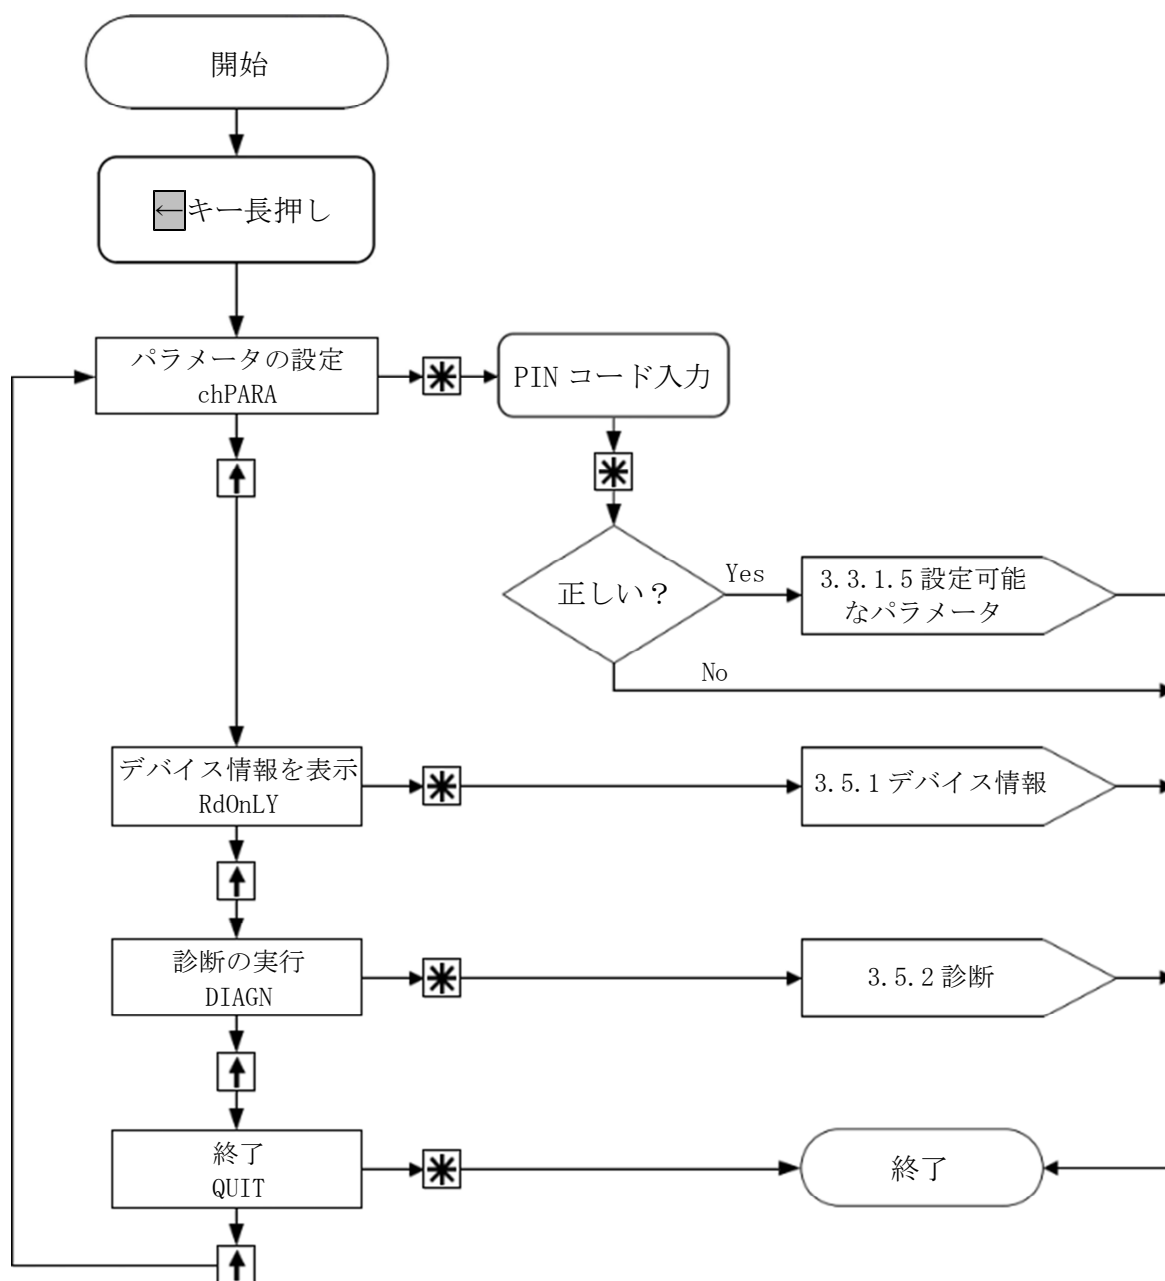 開始
←キー長押し
パラメータの設定
chPARA
PIN コード入力
正しい？
Yes
3.3.1.5 設定可能
なパラメータ
No
デバイス情報を表示
RdOnLY
3.5.1 デバイス情報
診断の実行
DIAGN
3.5.2 診断
終了
QUIT
終了